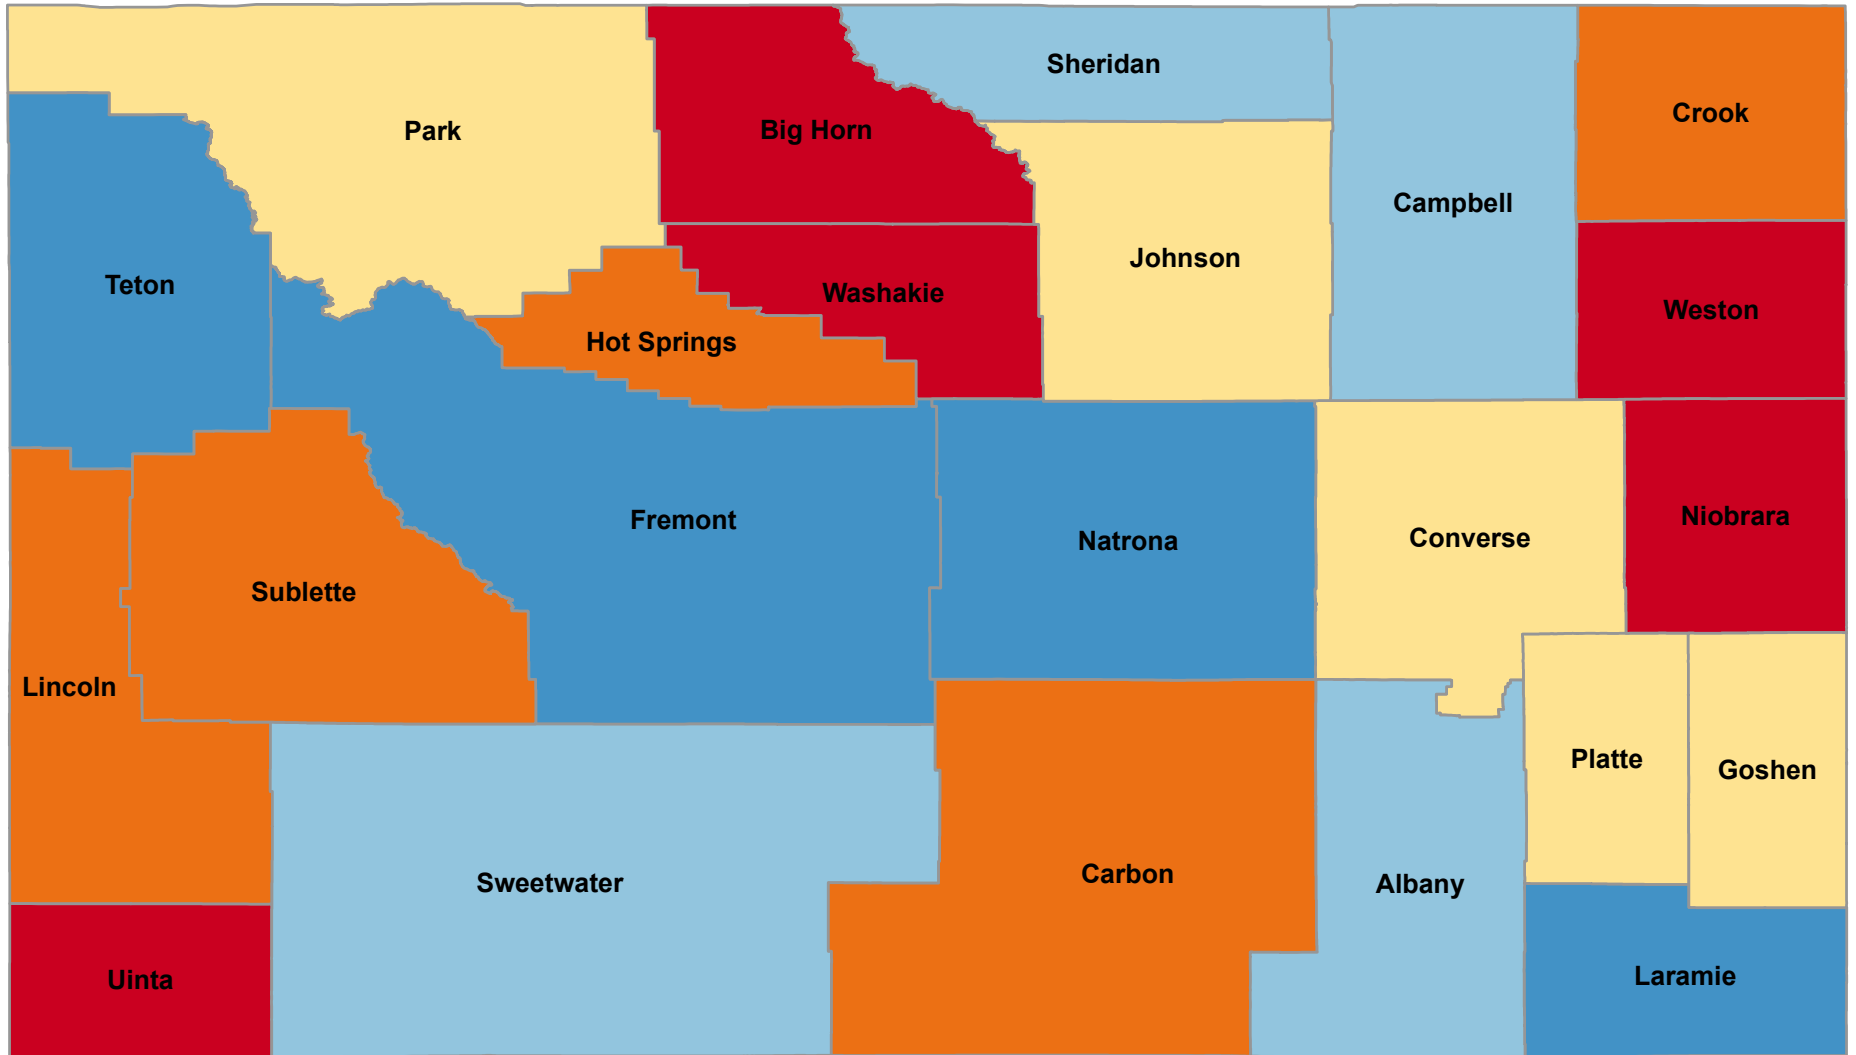 Sheridan
Crook
Park
Big Horn
Campbell
Johnson
Teton
Washakie
Weston
Hot Springs
Niobrara
Fremont
Converse
Natrona
Sublette
Lincoln
Platte
Goshen
Carbon
Sweetwater
Albany
Laramie
Uinta